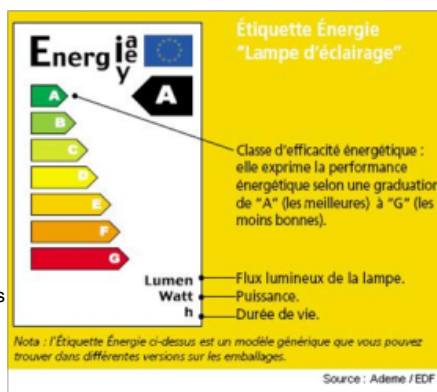 Étiquette Énergie
"Lampe d'éclairage"
Energ ie
y
ia
A
A
B
C
D
E
F
G
Classe d'efficacité énergétique :
elle exprime la performance
énergétique selon une graduation
de "A" (les meilleures) à "G" (les
moins bonnes).
s
Lumen
Flux lumineux de la lampe.
Watt
Puissance.
h
Durée de vie.
Nota : l'Étiquette Énergie ci-dessus est un modèle générique que vous pouvez
trouver dans différentes versions sur les emballages.
Source : Ademe / EDF